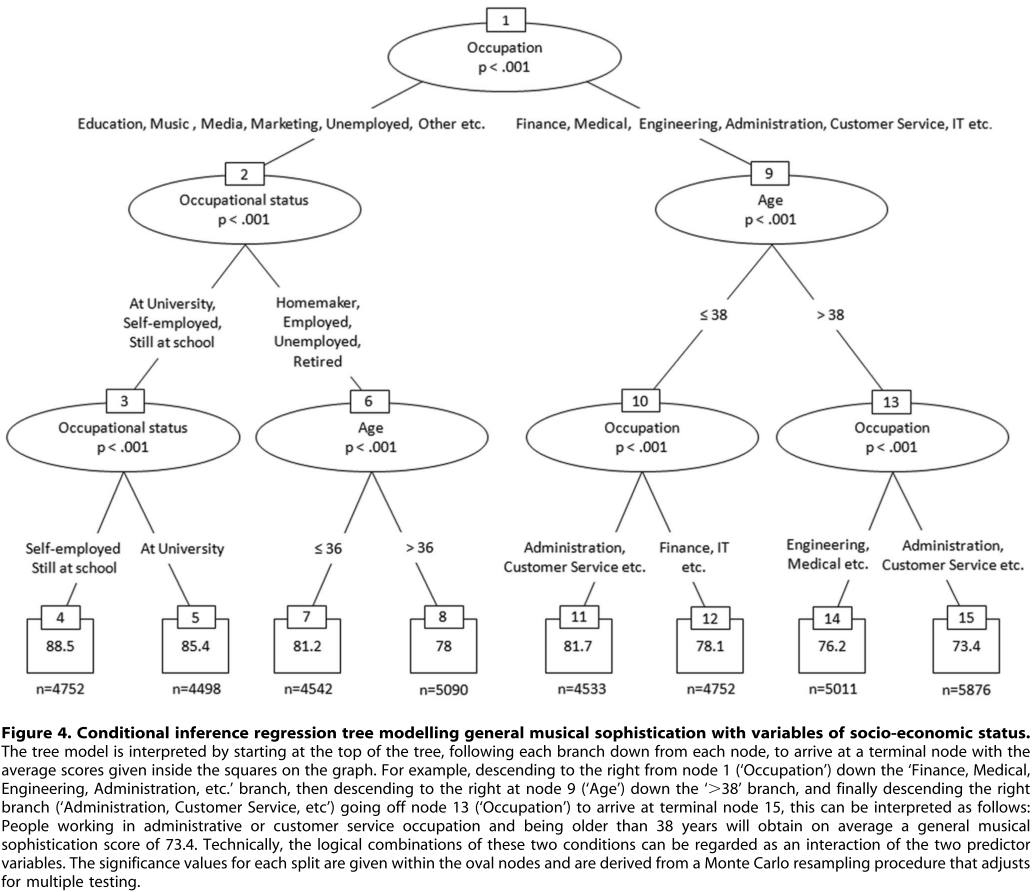 1
Occupation
p < .001
Education, Music , Media, Marketing, Unemployed, Other etc.
Finance, Medical, Engineering, Administration, Customer Service, IT etc.
2
Occupational status
p < .001
9
Age
p < .001
At University,
Self-employed,
Still at school
Homemaker,
Employed,
Unemployed,
Retired
≤ 38
> 38
3
Occupational status
p < .001
6
Age
p < .001
10
Occupation
p < .001
13
Occupation
p < .001
Self-employed
Still at school
At University
≤ 36
> 36
Administration,
Customer Service etc.
Finance, IT
etc.
Engineering,
Medical etc.
Administration,
Customer Service etc.
4
88.5
n=4752
5
85.4
n=4498
7
81.2
n=4542
8
78
n=5090
11
81.7
n=4533
12
78.1
n=4752
14
76.2
n=5011
15
73.4
n=5876
Figure 4. Conditional inference regression tree modelling general musical sophistication with variables of socio-economic status.
The tree model is interpreted by starting at the top of the tree, following each branch down from each node, to arrive at a terminal node with the
average scores given inside the squares on the graph. For example, descending to the right from node 1 (‘Occupation’) down the ‘Finance, Medical,
Engineering, Administration, etc.’ branch, then descending to the right at node 9 (‘Age’) down the ‘>38’ branch, and finally descending the right
branch (‘Administration, Customer Service, etc’) going off node 13 (‘Occupation’) to arrive at terminal node 15, this can be interpreted as follows:
People working in administrative or customer service occupation and being older than 38 years will obtain on average a general musical
sophistication score of 73.4. Technically, the logical combinations of these two conditions can be regarded as an interaction of the two predictor
variables. The significance values for each split are given within the oval nodes and are derived from a Monte Carlo resampling procedure that adjusts
for multiple testing.